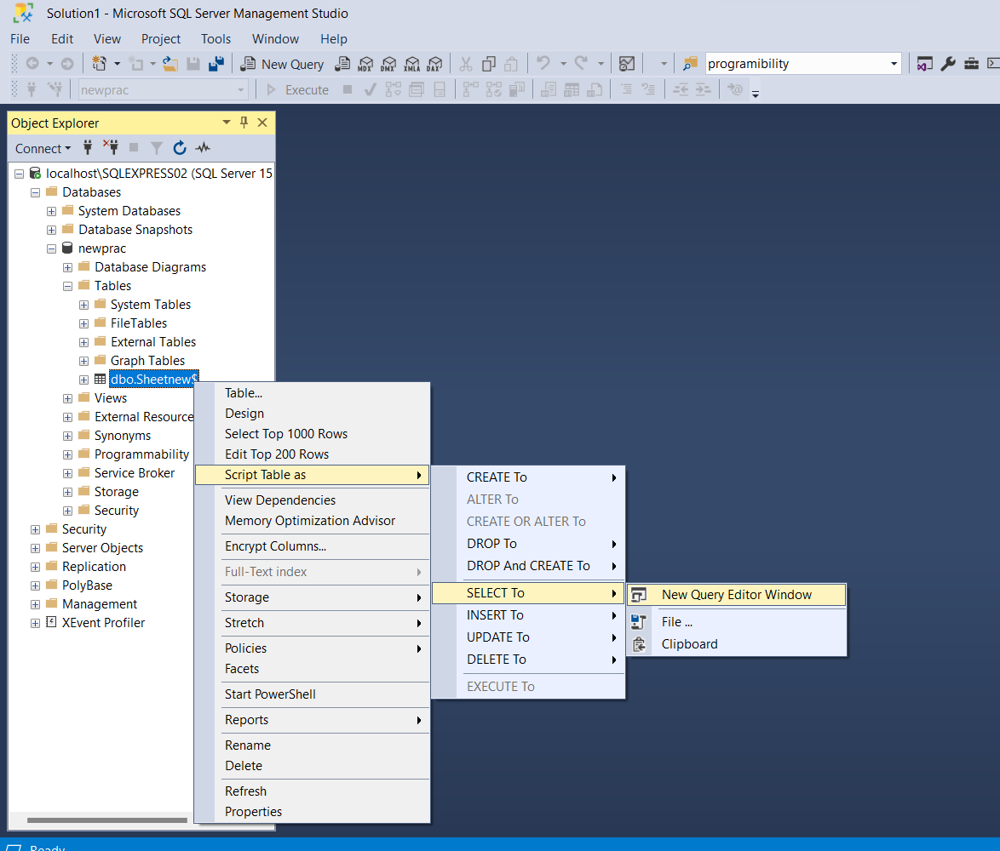 Solution1 - Microsoft SQL Server Management Studio
File Edit View Project Tools Window Help
New Query MDX DMX XMLA DAX programibility
newprac Execute
Object Explorer
Connect
localhost\SQLEXPRESS02 (SQL Server 15
Databases
System Databases
Database Snapshots
newprac
Database Diagrams
Tables
System Tables
FileTables
External Tables
Graph Tables
dbo.Sheetnew$
Views
External Resource
Synonyms
Programmability
Service Broker
Storage
Security
Security
Server Objects
Replication
PolyBase
Management
XEvent Profiler
Table...
Design
Select Top 1000 Rows
Edit Top 200 Rows
Script Table as
View Dependencies
Memory Optimization Advisor
Encrypt Columns...
Full-Text index
Storage
Stretch
Policies
Facets
Start PowerShell
Reports
Rename
Delete
Refresh
Properties
CREATE To
ALTER To
CREATE OR ALTER To
DROP To
DROP And CREATE To
SELECT To
INSERT To
UPDATE To
DELETE To
EXECUTE To
New Query Editor Window
File ...
Clipboard
Ready